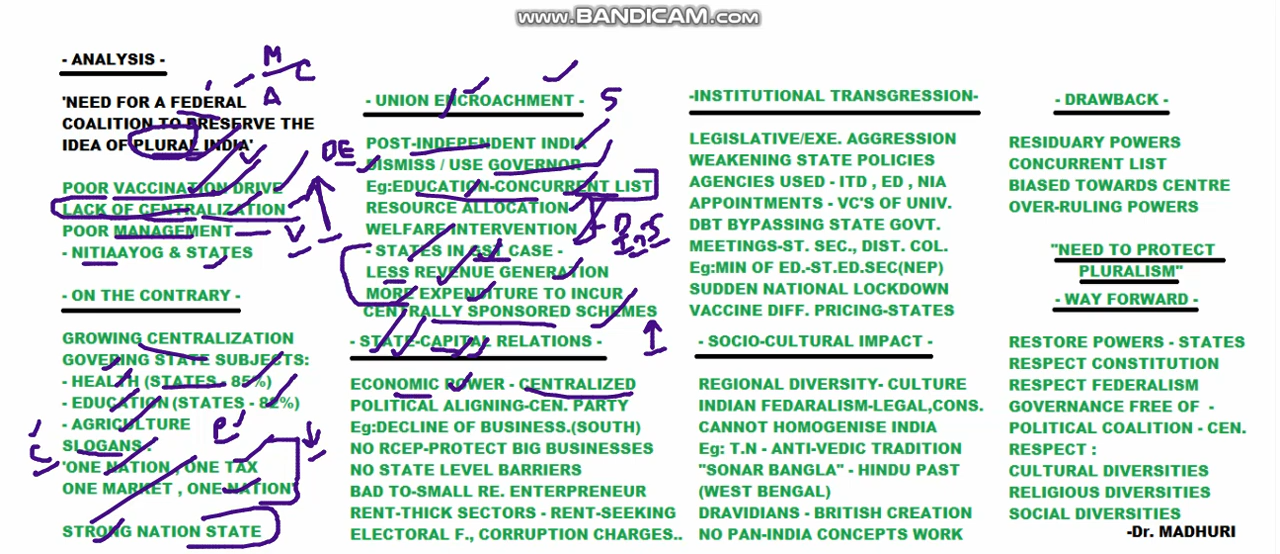 www.BANDICAM.com
- ANALYSIS -
'NEED FOR A FEDERAL
COALITION TO PRESERVE THE
IDEA OF PLURAL INDIA'
POOR VACCINATION DRIVE
LACK OF CENTRALIZATION
POOR MANAGEMENT
- NITIAAYOG & STATES
- ON THE CONTRARY -
GROWING CENTRALIZATION
GOVERING STATE SUBJECTS:
- HEALTH (STATES - 85%)
- EDUCATION (STATES - 82%)
- AGRICULTURE
SLOGANS :
'ONE NATION , ONE TAX
ONE MARKET , ONE NATION'
STRONG NATION STATE
M
C
A
DE
P
C
- UNION ENCROACHMENT -
POST-INDEPENDENT INDIA
DISMISS / USE GOVERNOR
Eg:EDUCATION-CONCURRENT LIST
RESOURCE ALLOCATION
WELFARE INTERVENTION
- STATES IN GST CASE -
LESS REVENUE GENERATION
MORE EXPENDITURE TO INCUR
CENTRALLY SPONSORED SCHEMES
- STATE-CAPITAL RELATIONS -
ECONOMIC POWER - CENTRALIZED
POLITICAL ALIGNING-CEN. PARTY
Eg:DECLINE OF BUSINESS.(SOUTH)
NO RCEP-PROTECT BIG BUSINESSES
NO STATE LEVEL BARRIERS
BAD TO-SMALL RE. ENTERPRENEUR
RENT-THICK SECTORS - RENT-SEEKING
ELECTORAL F., CORRUPTION CHARGES..
S
-INSTITUTIONAL TRANSGRESSION-
LEGISLATIVE/EXE. AGGRESSION
WEAKENING STATE POLICIES
AGENCIES USED - ITD , ED , NIA
APPOINTMENTS - VC'S OF UNIV.
DBT BYPASSING STATE GOVT.
MEETINGS-ST. SEC., DIST. COL.
Eg:MIN OF ED.-ST.ED.SEC(NEP)
SUDDEN NATIONAL LOCKDOWN
VACCINE DIFF. PRICING-STATES
- SOCIO-CULTURAL IMPACT -
REGIONAL DIVERSITY- CULTURE
INDIAN FEDARALISM-LEGAL,CONS.
CANNOT HOMOGENISE INDIA
Eg: T.N - ANTI-VEDIC TRADITION
"SONAR BANGLA" - HINDU PAST
(WEST BENGAL)
DRAVIDIANS - BRITISH CREATION
NO PAN-INDIA CONCEPTS WORK
- DRAWBACK -
RESIDUARY POWERS
CONCURRENT LIST
BIASED TOWARDS CENTRE
OVER-RULING POWERS
"NEED TO PROTECT
PLURALISM"
- WAY FORWARD -
RESTORE POWERS - STATES
RESPECT CONSTITUTION
RESPECT FEDERALISM
GOVERNANCE FREE OF -
POLITICAL COALITION - CEN.
RESPECT :
CULTURAL DIVERSITIES
RELIGIOUS DIVERSITIES
SOCIAL DIVERSITIES
-Dr. MADHURI